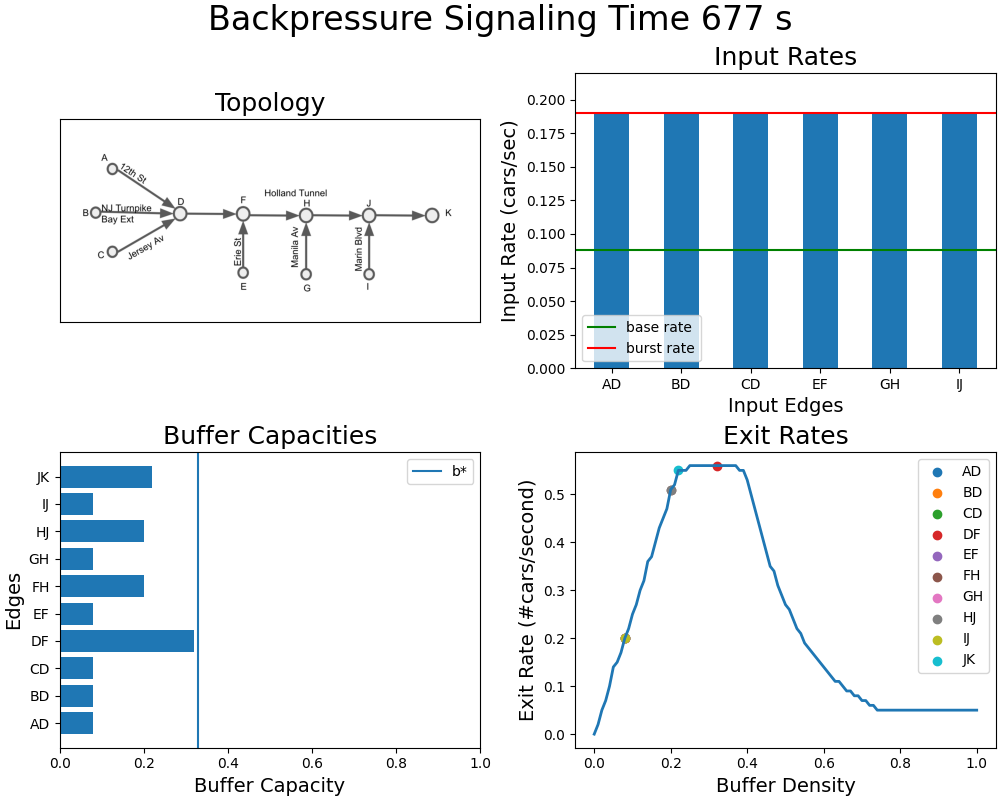 Backpressure Signaling Time 677 s
Topology
A
12th St
B
NJ Turnpike
Bay Ext
C
Jersey Av
D
F
Holland Tunnel
H
J
K
Erie St
Manila Av
Marin Blvd
E
G
I
Input Rates
Input Rate (cars/sec)
0.200
0.175
0.150
0.125
0.100
0.075
0.050
0.025
0.000
base rate
burst rate
AD BD CD EF GH IJ
Input Edges
Buffer Capacities
Edges
JK
IJ
HJ
GH
FH
EF
DF
CD
BD
AD
b*
0.0 0.2 0.4 0.6 0.8 1.0
Buffer Capacity
Exit Rates
Exit Rate (#cars/second)
0.5
0.4
0.3
0.2
0.1
0.0
AD
BD
CD
DF
EF
FH
GH
HJ
IJ
JK
0.0 0.2 0.4 0.6 0.8 1.0
Buffer Density